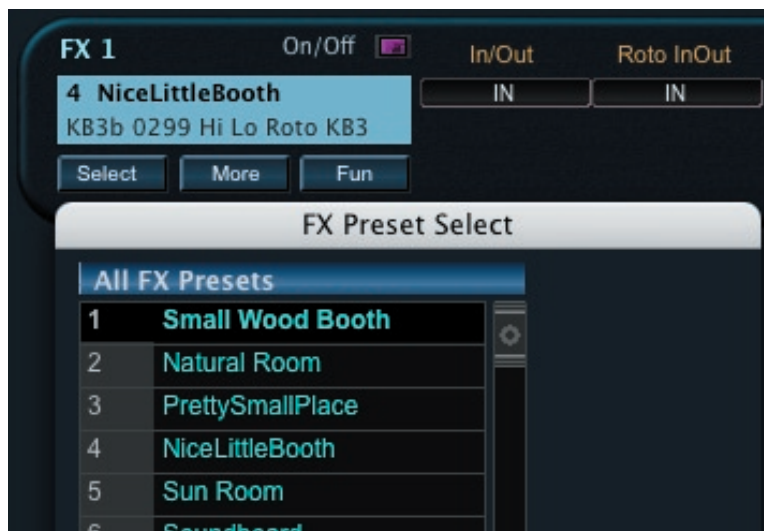 FX 1 On/Off In/Out Roto InOut
4 NiceLittleBooth IN IN
KB3b 0299 Hi Lo Roto KB3
Select More Fun
FX Preset Select
All FX Presets
1 Small Wood Booth
2 Natural Room
3 PrettySmallPlace
4 NiceLittleBooth
5 Sun Room
6 Soundboard